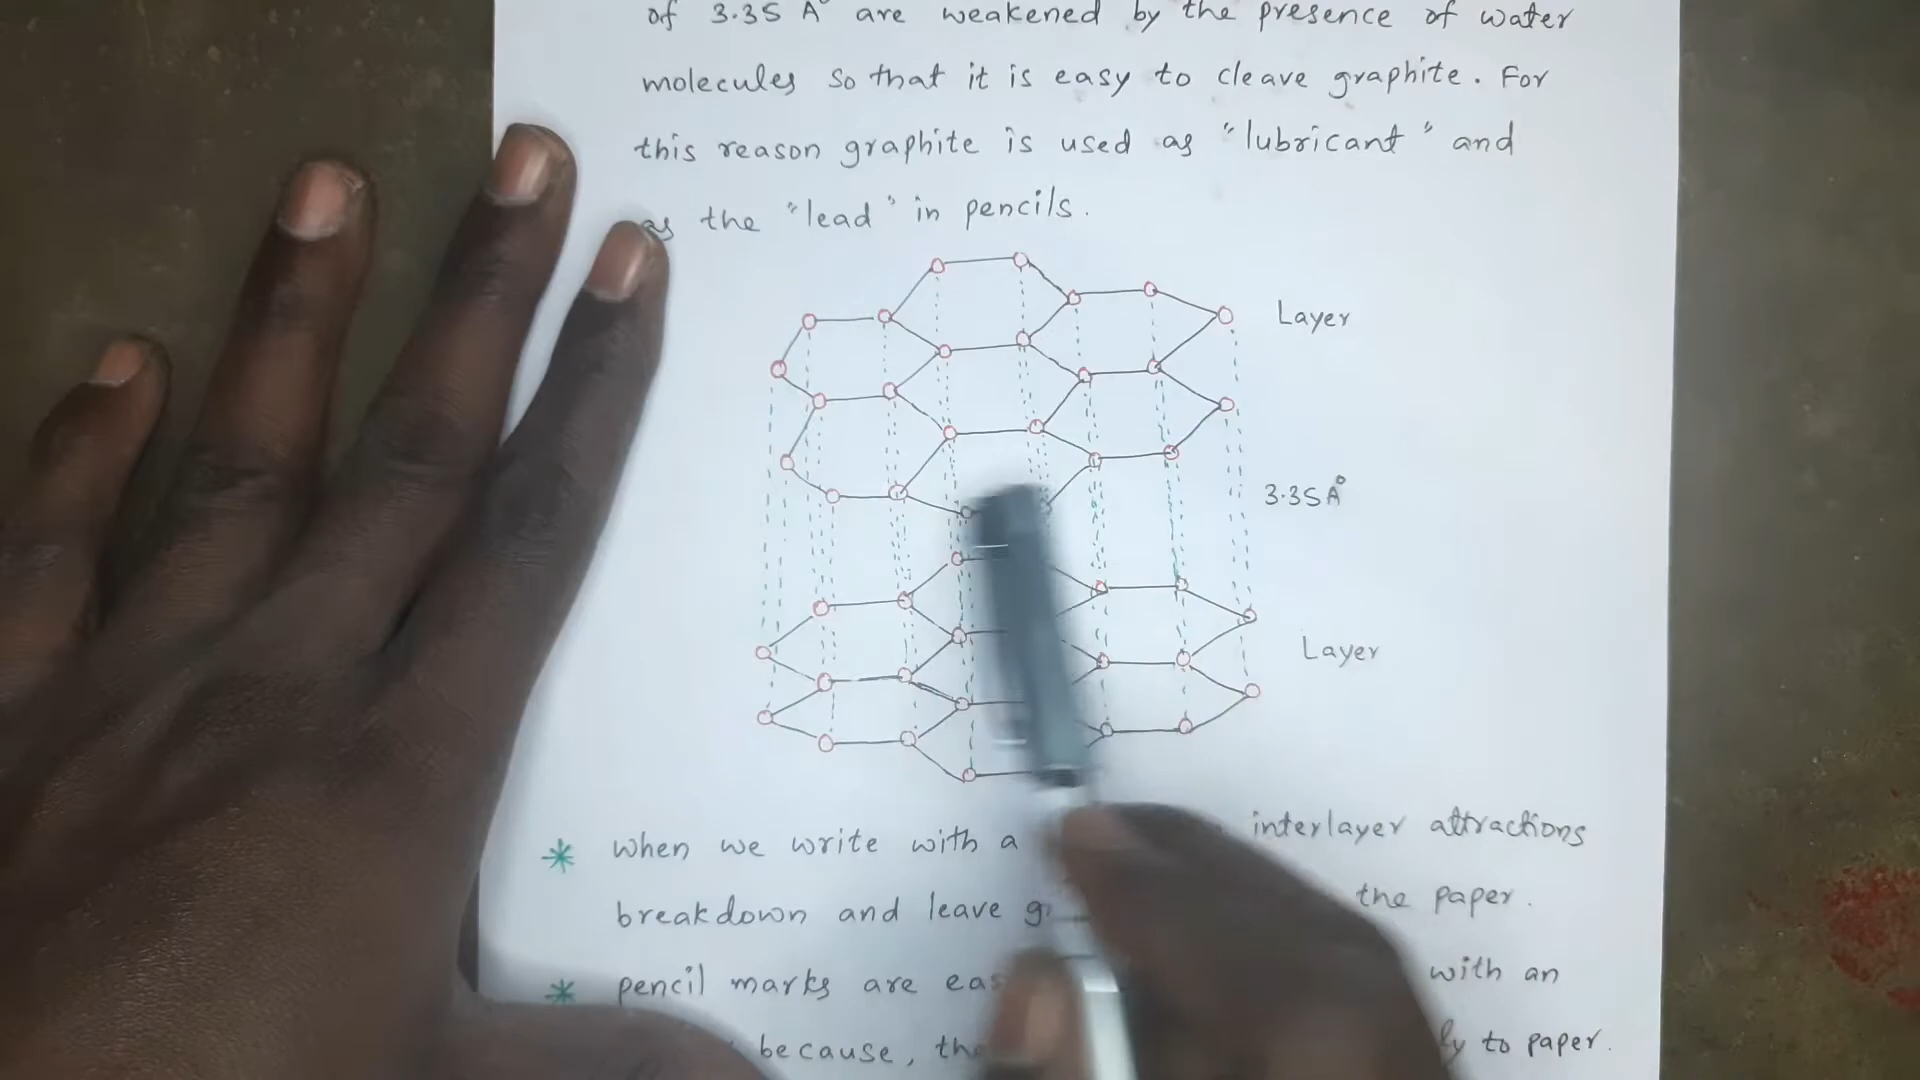 of 3.35 A° are weakened by the presence of water
molecules so that it is easy to cleave graphite. For
this reason graphite is used as "lubricant" and
as the "lead" in pencils.
Layer
3.35 A°
Layer
* when we write with a interlayer attractions
breakdown and leave the paper.
* pencil marks are with an
because, to paper.